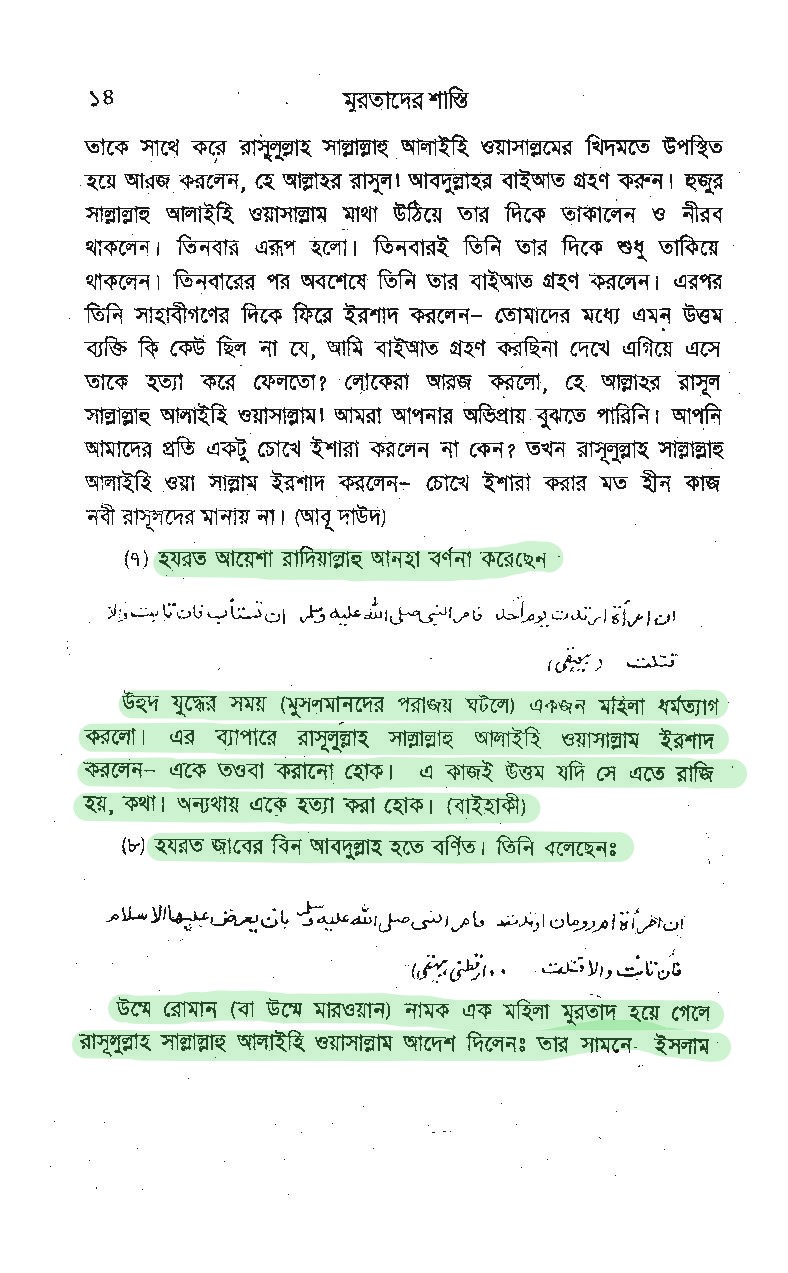 ১৪ মুরতাদের শাস্তি
তাকে সাথে করে রাসূলুল্লাহ সাল্লাল্লাহু আলাইহি ওয়াসাল্লমের খিদমতে উপস্থিত
হয়ে আরজ করলেন, হে আল্লাহর রাসূল! আবদুল্লাহর বাইআত গ্রহণ করুন। হুজুর
সাল্লাল্লাহু আলাইহি ওয়াসাল্লাম মাথা উঠিয়ে তার দিকে তাকালেন ও নীরব
থাকলেন। তিনবার এরূপ হলো। তিনবারই তিনি তার দিকে শুধু তাকিয়ে
থাকলেন। তিনবারের পর অবশেষে তিনি তার বাইআত গ্রহণ করলেন। এরপর
তিনি সাহাবীগণের দিকে ফিরে ইরশাদ করলেন– তোমাদের মধ্যে এমন উত্তম
ব্যক্তি কি কেউ ছিল না যে, আমি বাইআত গ্রহণ করছিনা দেখে এগিয়ে এসে
তাকে হত্যা করে ফেলতো? লোকেরা আরজ করলো, হে আল্লাহর রাসূল
সাল্লাল্লাহু আলাইহি ওয়াসাল্লাম! আমরা আপনার অভিপ্রায় বুঝতে পারিনি। আপনি
আমাদের প্রতি একটু চোখে ইশারা করলেন না কেন? তখন রাসূলুল্লাহ সাল্লাল্লাহু
আলাইহি ওয়া সাল্লাম ইরশাদ করলেন– চোখে ইশারা করার মত হীন কাজ
নবী রাসূলদের মানায় না। (আবূ দাউদ)
(৭) হযরত আয়েশা রাদিয়াল্লাহু আনহা বর্ণনা করেছেন
ان امرأة ارتدت يوم أحد فامر النبى صلى الله عليه وسلم ان تستأب فان تابت والا
قتلت (بيهقى)
উহুদ যুদ্ধের সময় (মুসলমানদের পরাজয় ঘটলে) একজন মহিলা ধর্মত্যাগ
করলো। এর ব্যাপারে রাসূলুল্লাহ সাল্লাল্লাহু আলাইহি ওয়াসাল্লাম ইরশাদ
করলেন– একে তওবা করানো হোক। এ কাজই উত্তম যদি সে এতে রাজি
হয়, কথা। অন্যথায় একে হত্যা করা হোক। (বাইহাকী)
(৮) হযরত জাবের বিন আবদুল্লাহ হতে বর্ণিত। তিনি বলেছেনঃ
ان امرأة ام رومان ارتدت فامر النبى صلى الله عليه وسلم بان يعرض عليها الاسلام
فان تابت والا قتلت (دارقطنى بيهقى)
উম্মে রোমান (বা উম্মে মারওয়ান) নামক এক মহিলা মুরতাদ হয়ে গেলে
রাসূলুল্লাহ সাল্লাল্লাহু আলাইহি ওয়াসাল্লাম আদেশ দিলেনঃ তার সামনে ইসলাম